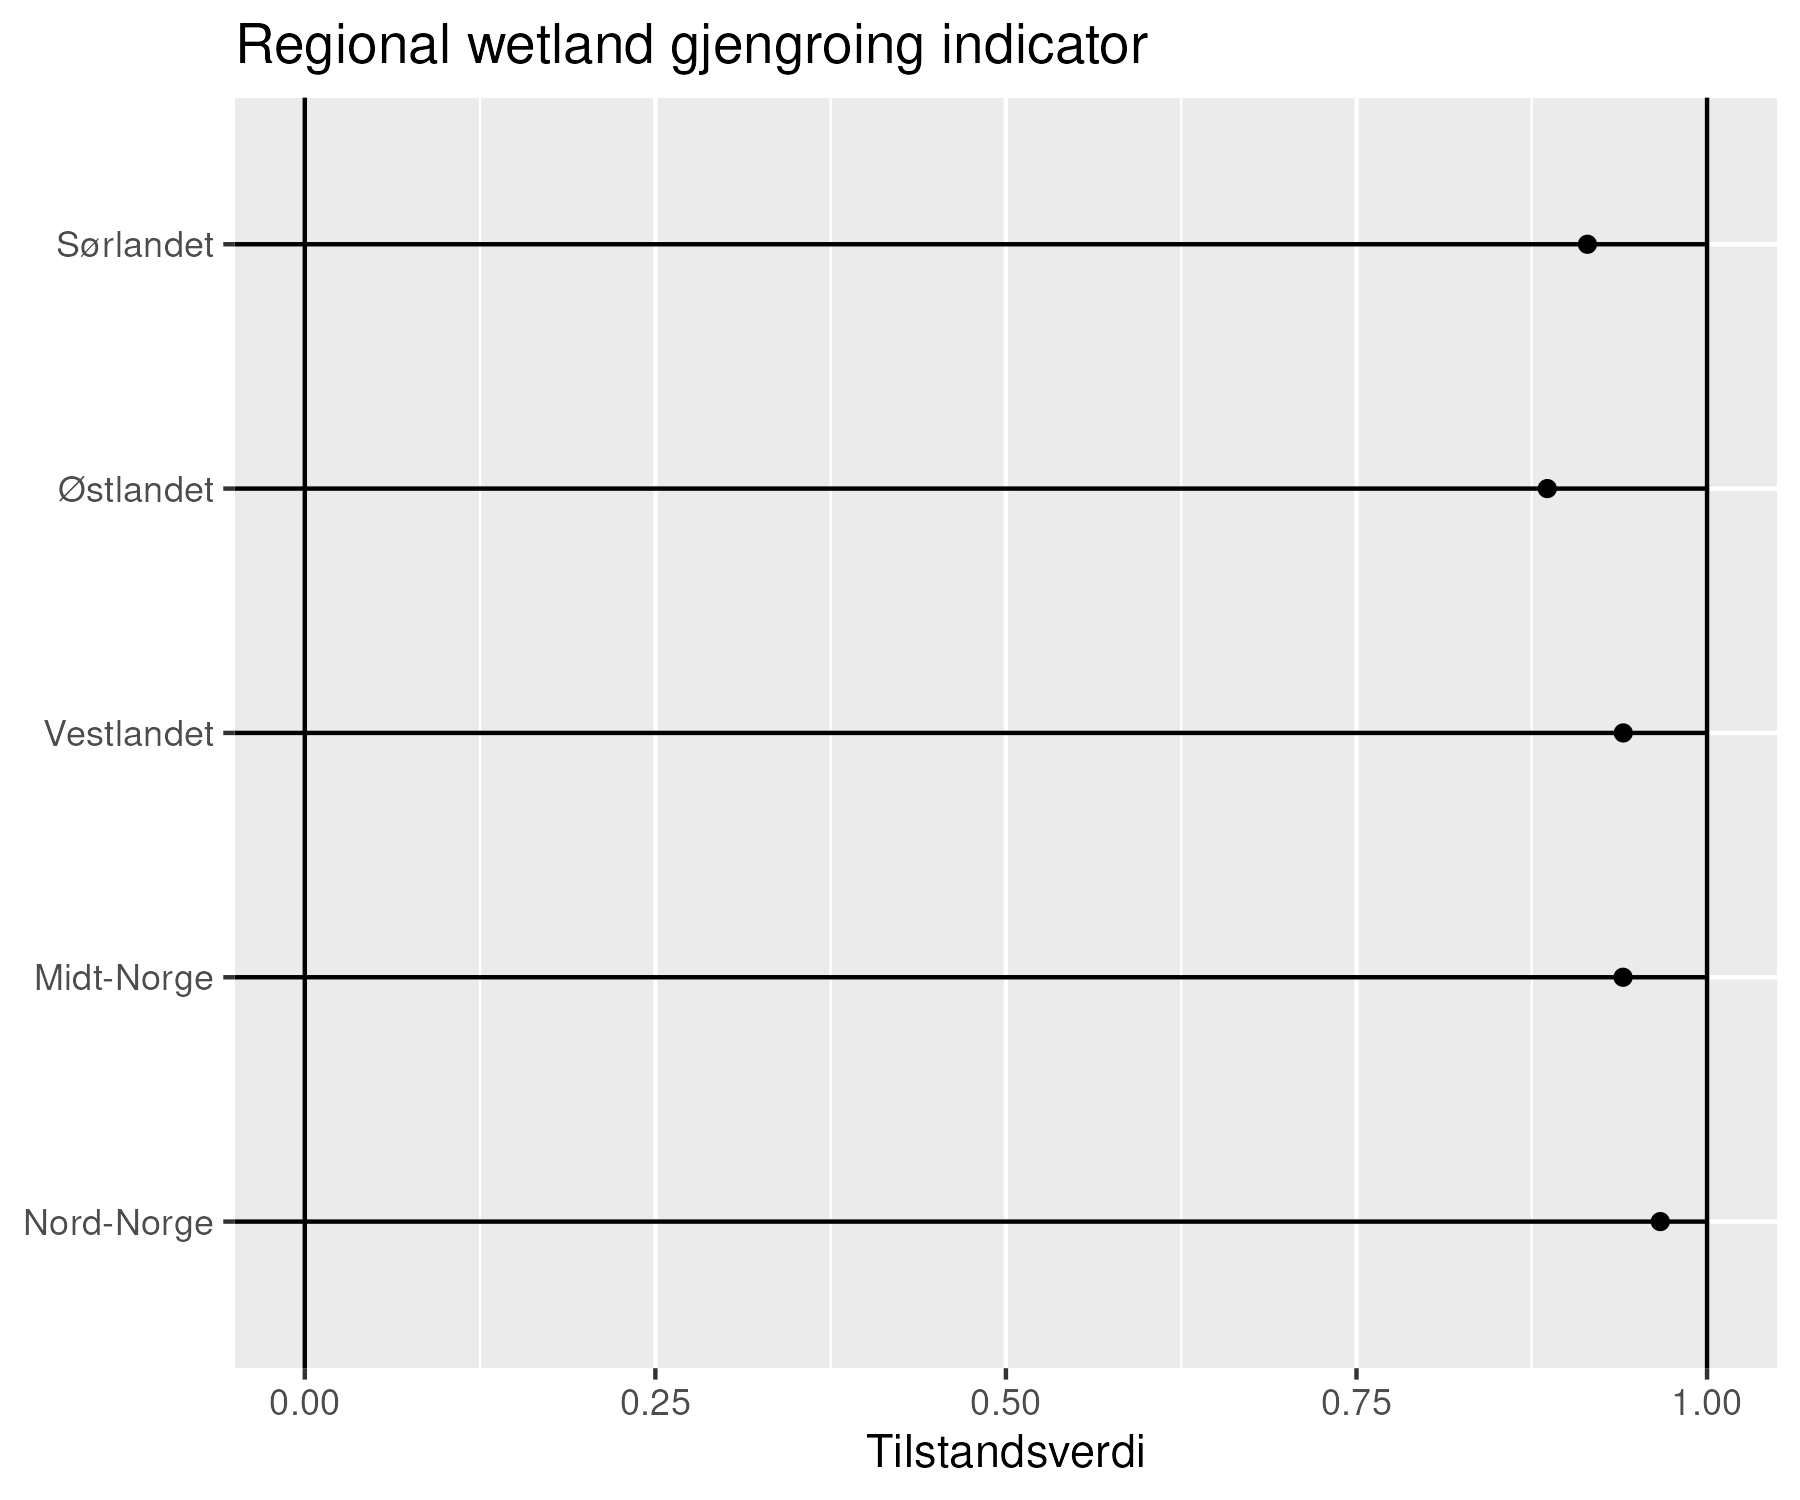 Regional wetland gjengroing indicator
Sørlandet
Østlandet
Vestlandet
Midt-Norge
Nord-Norge
0.00 0.25 0.50 0.75 1.00
Tilstandsverdi